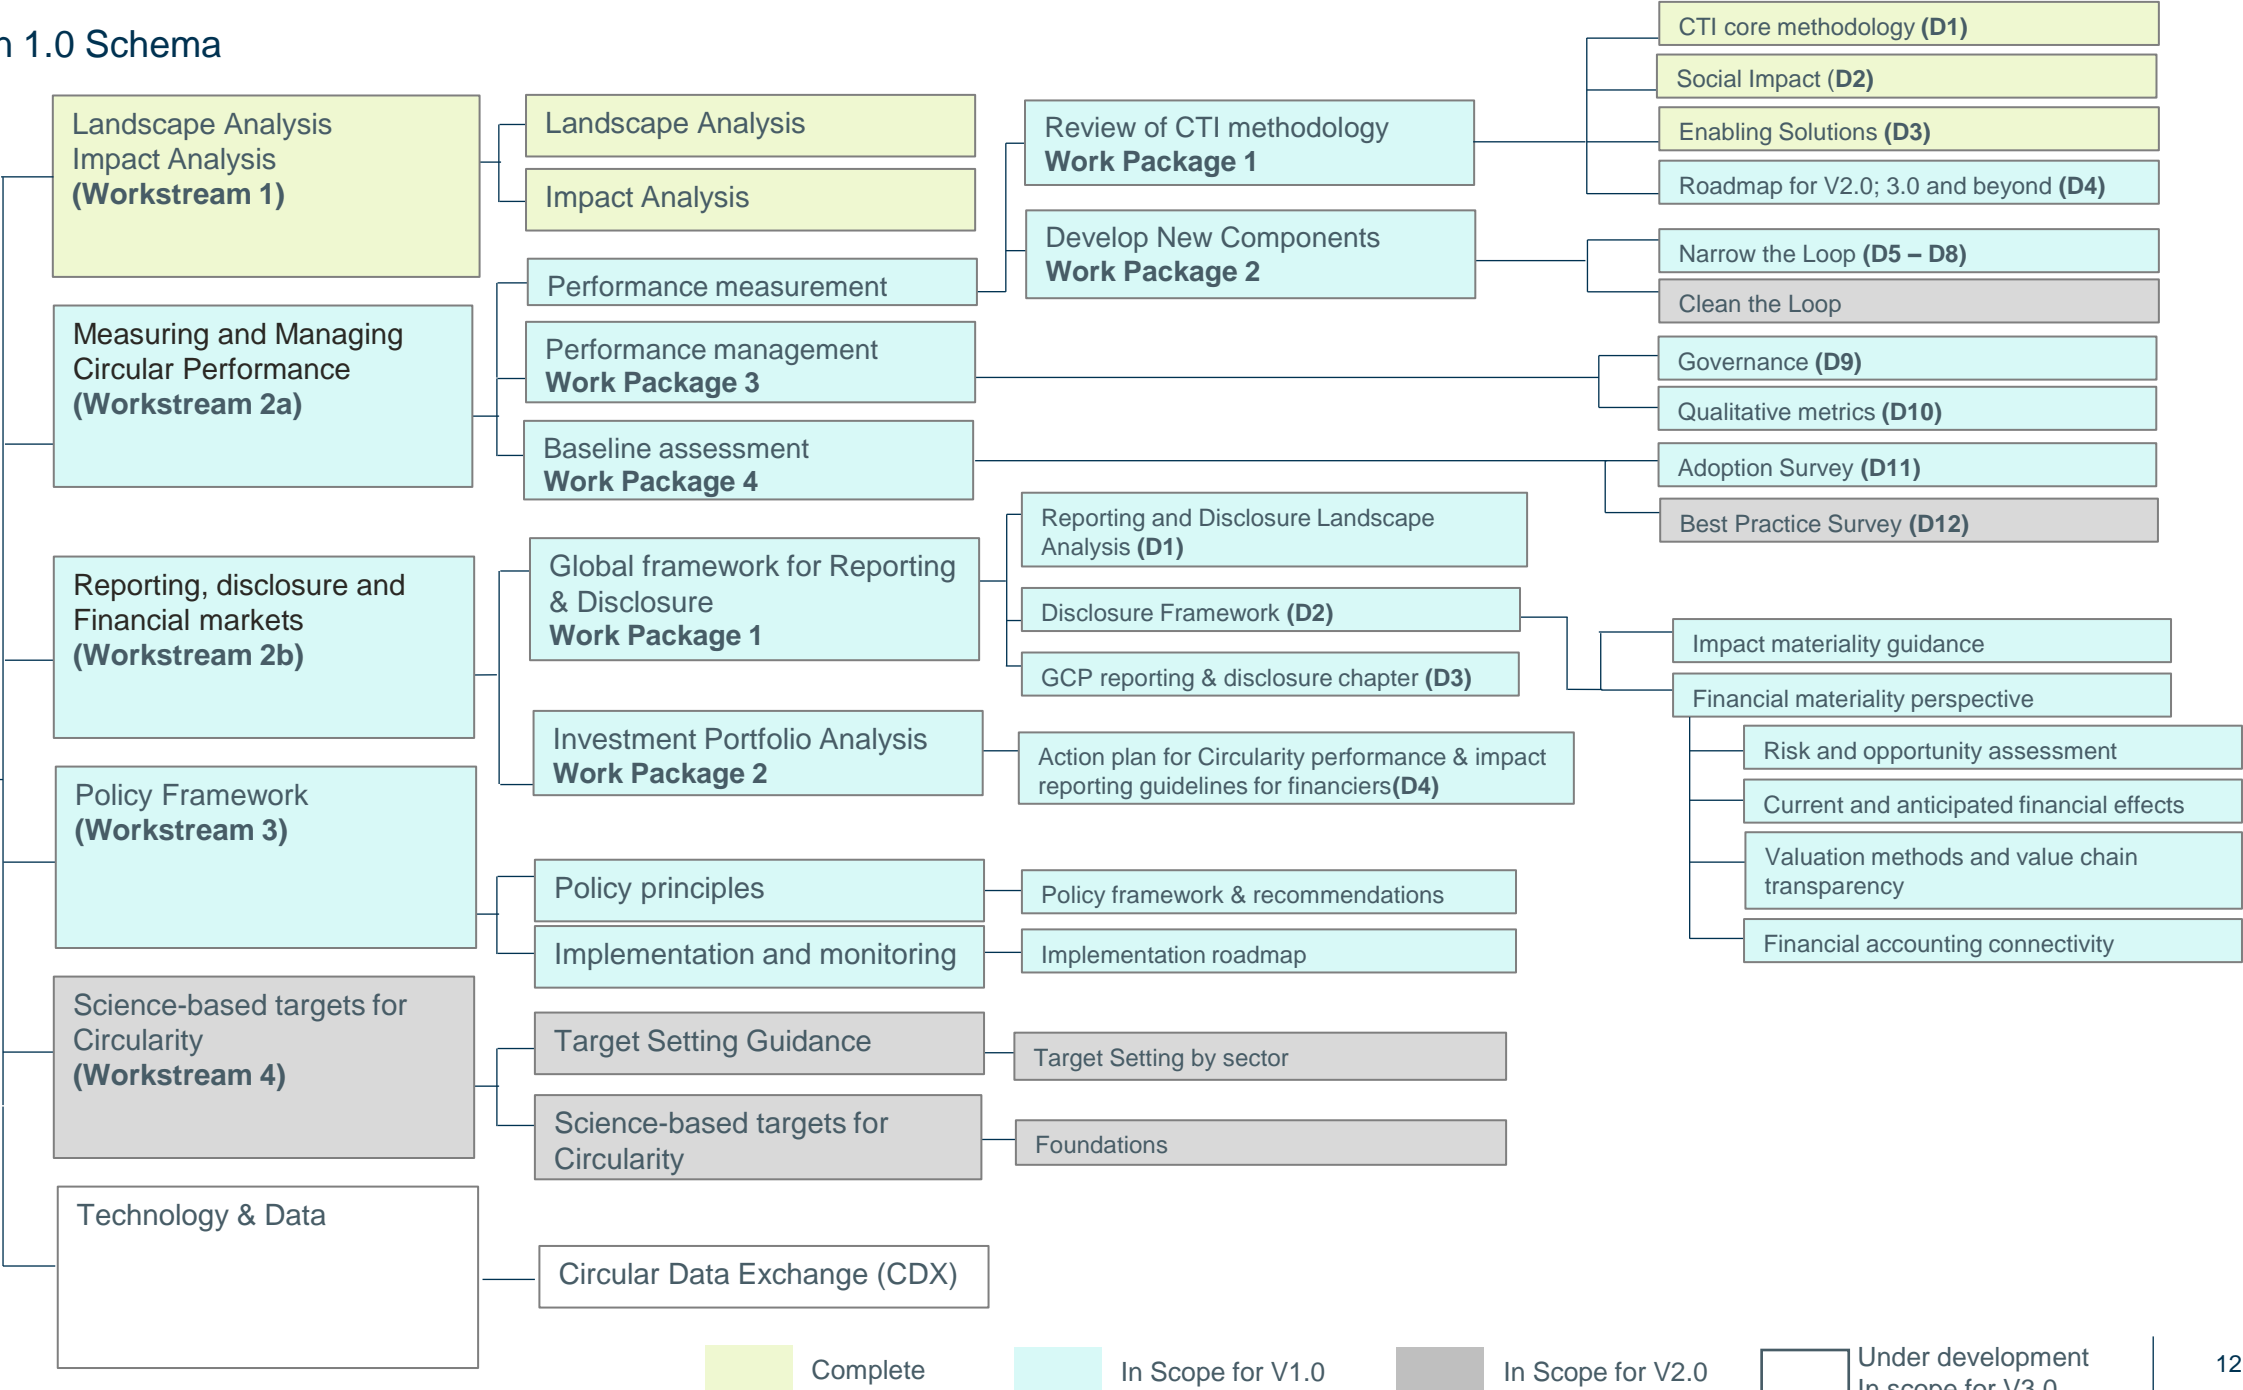 1.0 Schema
Landscape Analysis
Impact Analysis
(Workstream 1)
Landscape Analysis
Impact Analysis
Measuring and Managing
Circular Performance
(Workstream 2a)
Performance measurement
Performance management
Work Package 3
Baseline assessment
Work Package 4
Review of CTI methodology
Work Package 1
Develop New Components
Work Package 2
CTI core methodology (D1)
Social Impact (D2)
Enabling Solutions (D3)
Roadmap for V2.0; 3.0 and beyond (D4)
Narrow the Loop (D5 – D8)
Clean the Loop
Governance (D9)
Qualitative metrics (D10)
Adoption Survey (D11)
Best Practice Survey (D12)
Reporting, disclosure and
Financial markets
(Workstream 2b)
Global framework for Reporting
& Disclosure
Work Package 1
Investment Portfolio Analysis
Work Package 2
Reporting and Disclosure Landscape
Analysis (D1)
Disclosure Framework (D2)
GCP reporting & disclosure chapter (D3)
Action plan for Circularity performance & impact
reporting guidelines for financiers(D4)
Impact materiality guidance
Financial materiality perspective
Risk and opportunity assessment
Current and anticipated financial effects
Valuation methods and value chain
transparency
Financial accounting connectivity
Policy Framework
(Workstream 3)
Policy principles
Implementation and monitoring
Policy framework & recommendations
Implementation roadmap
Science-based targets for
Circularity
(Workstream 4)
Target Setting Guidance
Science-based targets for
Circularity
Target Setting by sector
Foundations
Technology & Data
Circular Data Exchange (CDX)
Complete
In Scope for V1.0
In Scope for V2.0
Under development
In scope for V3.0
12